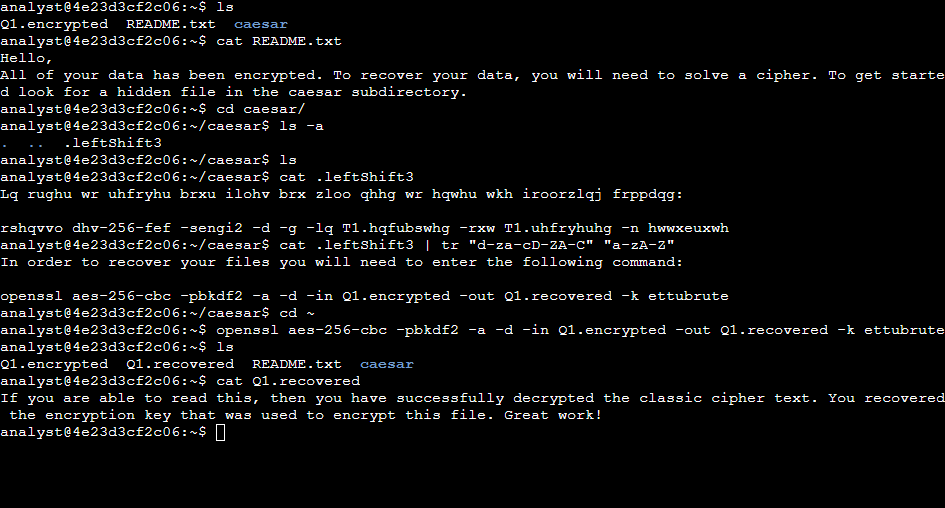 analyst@4e23d3cf2c06:~$ ls
Q1.encrypted  README.txt  caesar
analyst@4e23d3cf2c06:~$ cat README.txt
Hello,
All of your data has been encrypted. To recover your data, you will need to solve a cipher. To get starte
d look for a hidden file in the caesar subdirectory.
analyst@4e23d3cf2c06:~$ cd caesar/
analyst@4e23d3cf2c06:~/caesar$ ls -a
.  ..  .leftShift3
analyst@4e23d3cf2c06:~/caesar$ ls
analyst@4e23d3cf2c06:~/caesar$ cat .leftShift3
Lq rughu wr uhfryhu brxu ilohv brx zloo qhhg wr hqwhu wkh iroorzlqj frppdqg:
rshqvvo dhv-256-fef -sengi2 -d -g -lq T1.hqfubswhg -rxw T1.uhfryhuhg -n hwwxeuxwh
analyst@4e23d3cf2c06:~/caesar$ cat .leftShift3 | tr "d-za-cD-ZA-C" "a-zA-Z"
In order to recover your files you will need to enter the following command:
openssl aes-256-cbc -pbkdf2 -a -d -in Q1.encrypted -out Q1.recovered -k ettubrute
analyst@4e23d3cf2c06:~/caesar$ cd ~
analyst@4e23d3cf2c06:~$ openssl aes-256-cbc -pbkdf2 -a -d -in Q1.encrypted -out Q1.recovered -k ettubrute
analyst@4e23d3cf2c06:~$ ls
Q1.encrypted  Q1.recovered  README.txt  caesar
analyst@4e23d3cf2c06:~$ cat Q1.recovered
If you are able to read this, then you have successfully decrypted the classic cipher text. You recovered
 the encryption key that was used to encrypt this file. Great work!
analyst@4e23d3cf2c06:~$